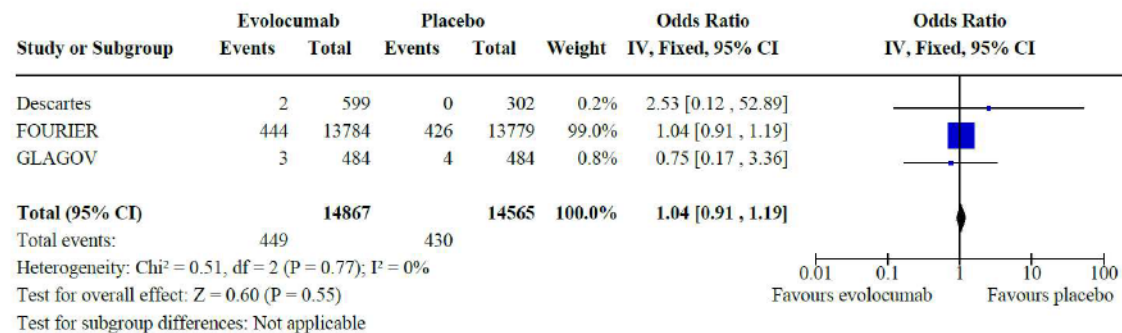 Evolocumab Placebo Odds Ratio Odds Ratio
Study or Subgroup Events Total Events Total Weight IV, Fixed, 95% CI IV, Fixed, 95% CI
Descartes 2 599 0 302 0.2% 2.53 [0.12 , 52.89]
FOURIER 444 13784 426 13779 99.0% 1.04 [0.91 , 1.19]
GLAGOV 3 484 4 484 0.8% 0.75 [0.17 , 3.36]
Total (95% CI) 14867 14565 100.0% 1.04 [0.91 , 1.19]
Total events: 449 430
Heterogeneity: Chi² = 0.51, df = 2 (P = 0.77); I² = 0%
Test for overall effect: Z = 0.60 (P = 0.55)
Test for subgroup differences: Not applicable
0.01 0.1 1 10 100
Favours evolocumab Favours placebo